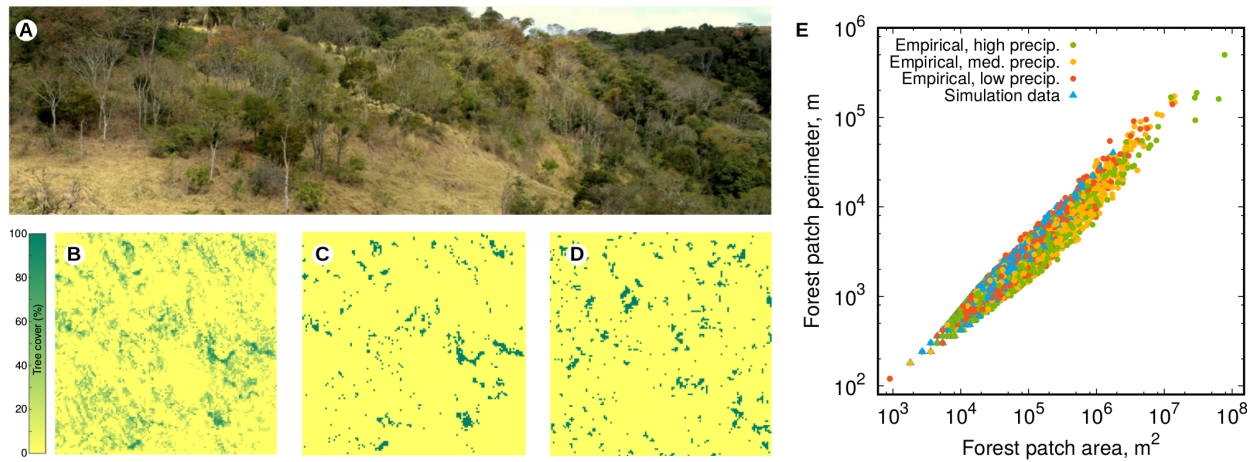 A
E
10^6
Empirical, high precip.
Empirical, med. precip.
Empirical, low precip.
Simulation data
10^5
Forest patch perimeter, m
10^4
10^3
10^2
10^3 10^4 10^5 10^6 10^7 10^8
Forest patch area, m^2
100
80
60
40
20
0
Tree cover (%)
B
C
D